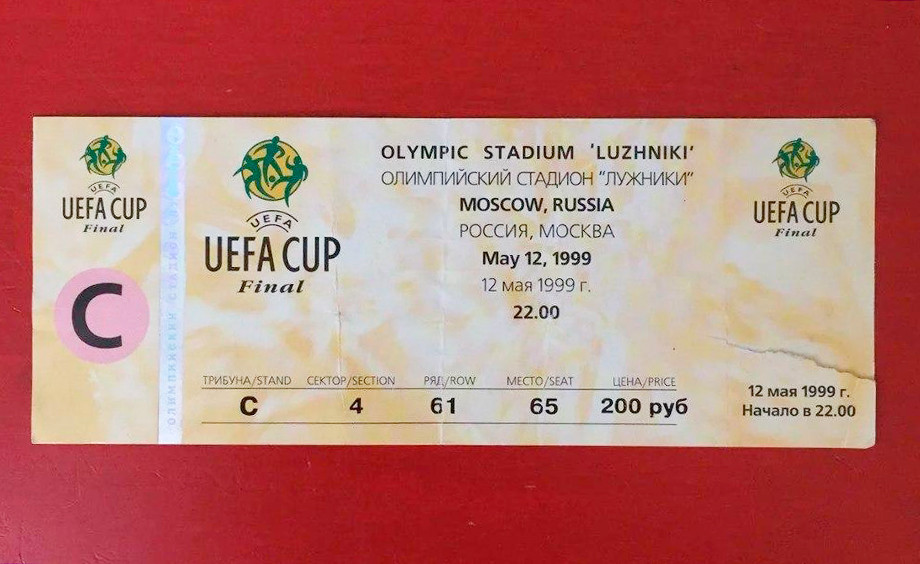 UEFA
UEFA CUP
Final
C
олимпийский стадион
UEFA
UEFA CUP
Final
OLYMPIC STADIUM 'LUZHNIKI'
ОЛИМПИЙСКИЙ СТАДИОН "ЛУЖНИКИ"
MOSCOW, RUSSIA
РОССИЯ, МОСКВА
May 12, 1999
12 мая 1999 г.
22.00
ТРИБУНА/STAND СЕКТОР/SECTION РЯД/ROW МЕСТО/SEAT ЦЕНА/PRICE
C 4 61 65 200 руб
UEFA
UEFA CUP
Final
12 мая 1999 г.
Начало в 22.00